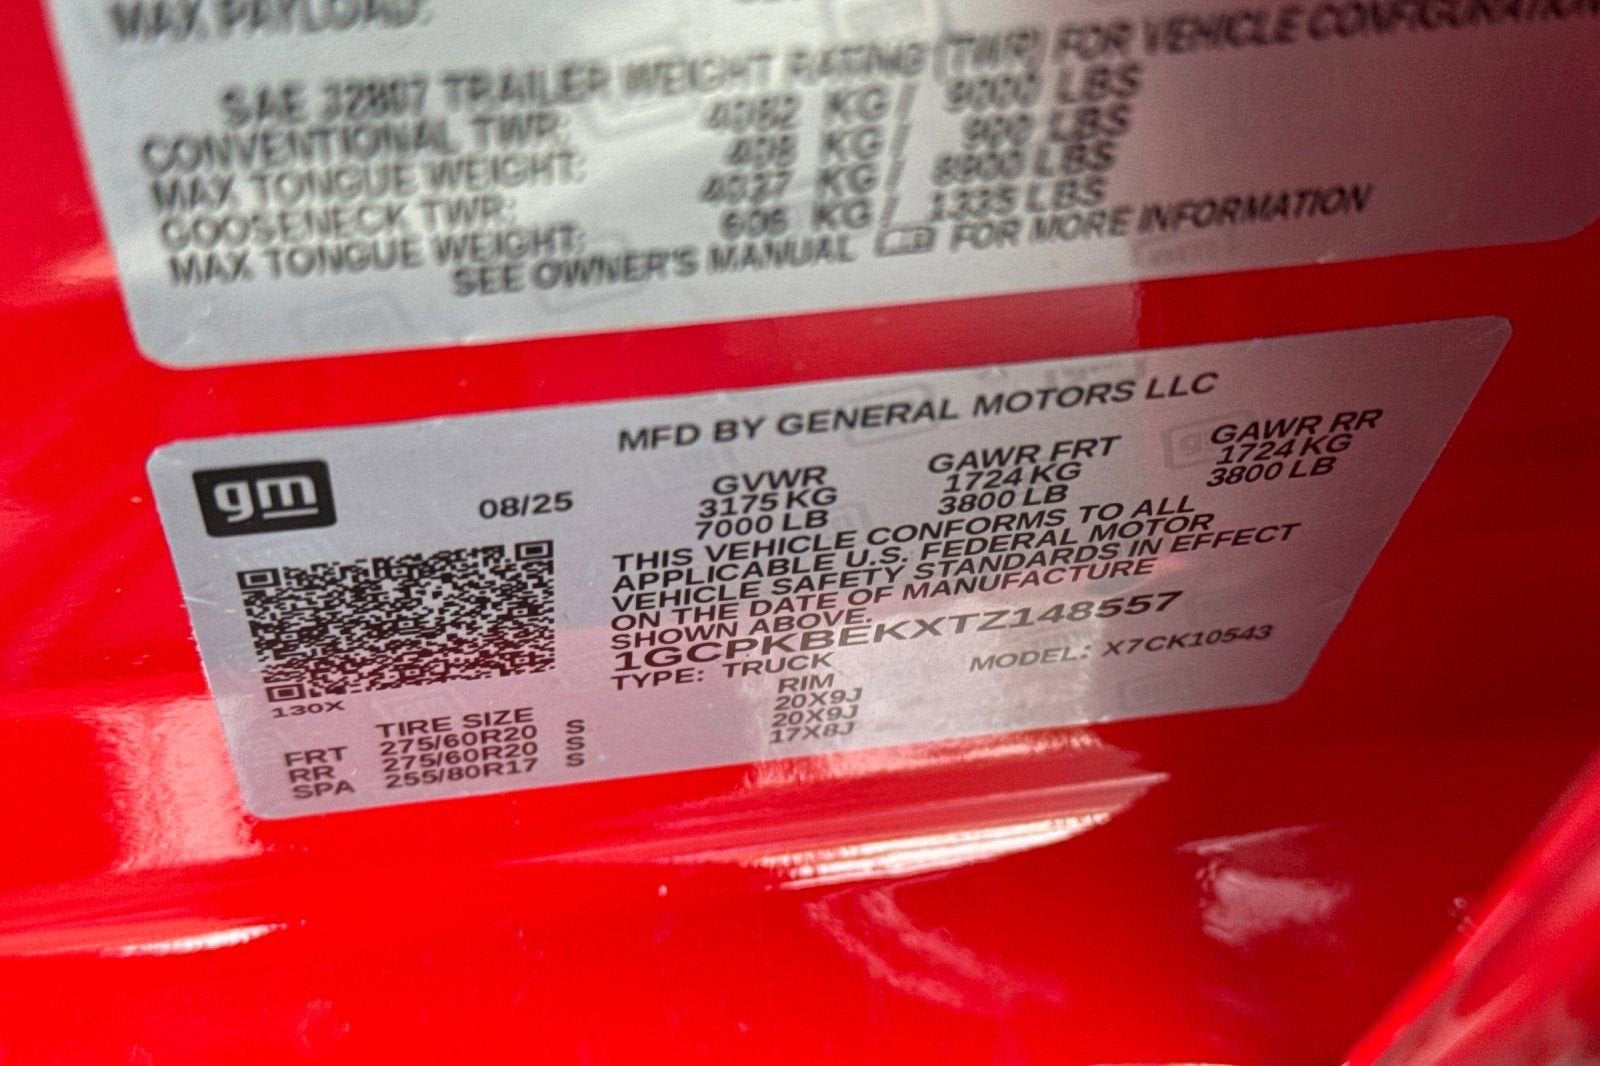 MAX PAYLOAD:
SAE J2807 TRAILER WEIGHT RATING (TWR) FOR VEHICLE CONFIGURATION
CONVENTIONAL TWR: 4082 KG / 9000 LBS
MAX TONGUE WEIGHT: 408 KG / 900 LBS
GOOSENECK TWR: 4037 KG / 8900 LBS
MAX TONGUE WEIGHT: 606 KG / 1335 LBS
SEE OWNER'S MANUAL FOR MORE INFORMATION
MFD BY GENERAL MOTORS LLC
gm
08/25
GVWR GAWR FRT GAWR RR
3175 KG 1724 KG 1724 KG
7000 LB 3800 LB 3800 LB
THIS VEHICLE CONFORMS TO ALL
APPLICABLE U.S. FEDERAL MOTOR
VEHICLE SAFETY STANDARDS IN EFFECT
ON THE DATE OF MANUFACTURE
SHOWN ABOVE.
1GCPKBEKXTZ148557
TYPE: TRUCK MODEL: X7CK10543
130X
TIRE SIZE RIM
FRT 275/60R20 S 20X9J
RR 275/60R20 S 20X9J
SPA 255/80R17 S 17X8J